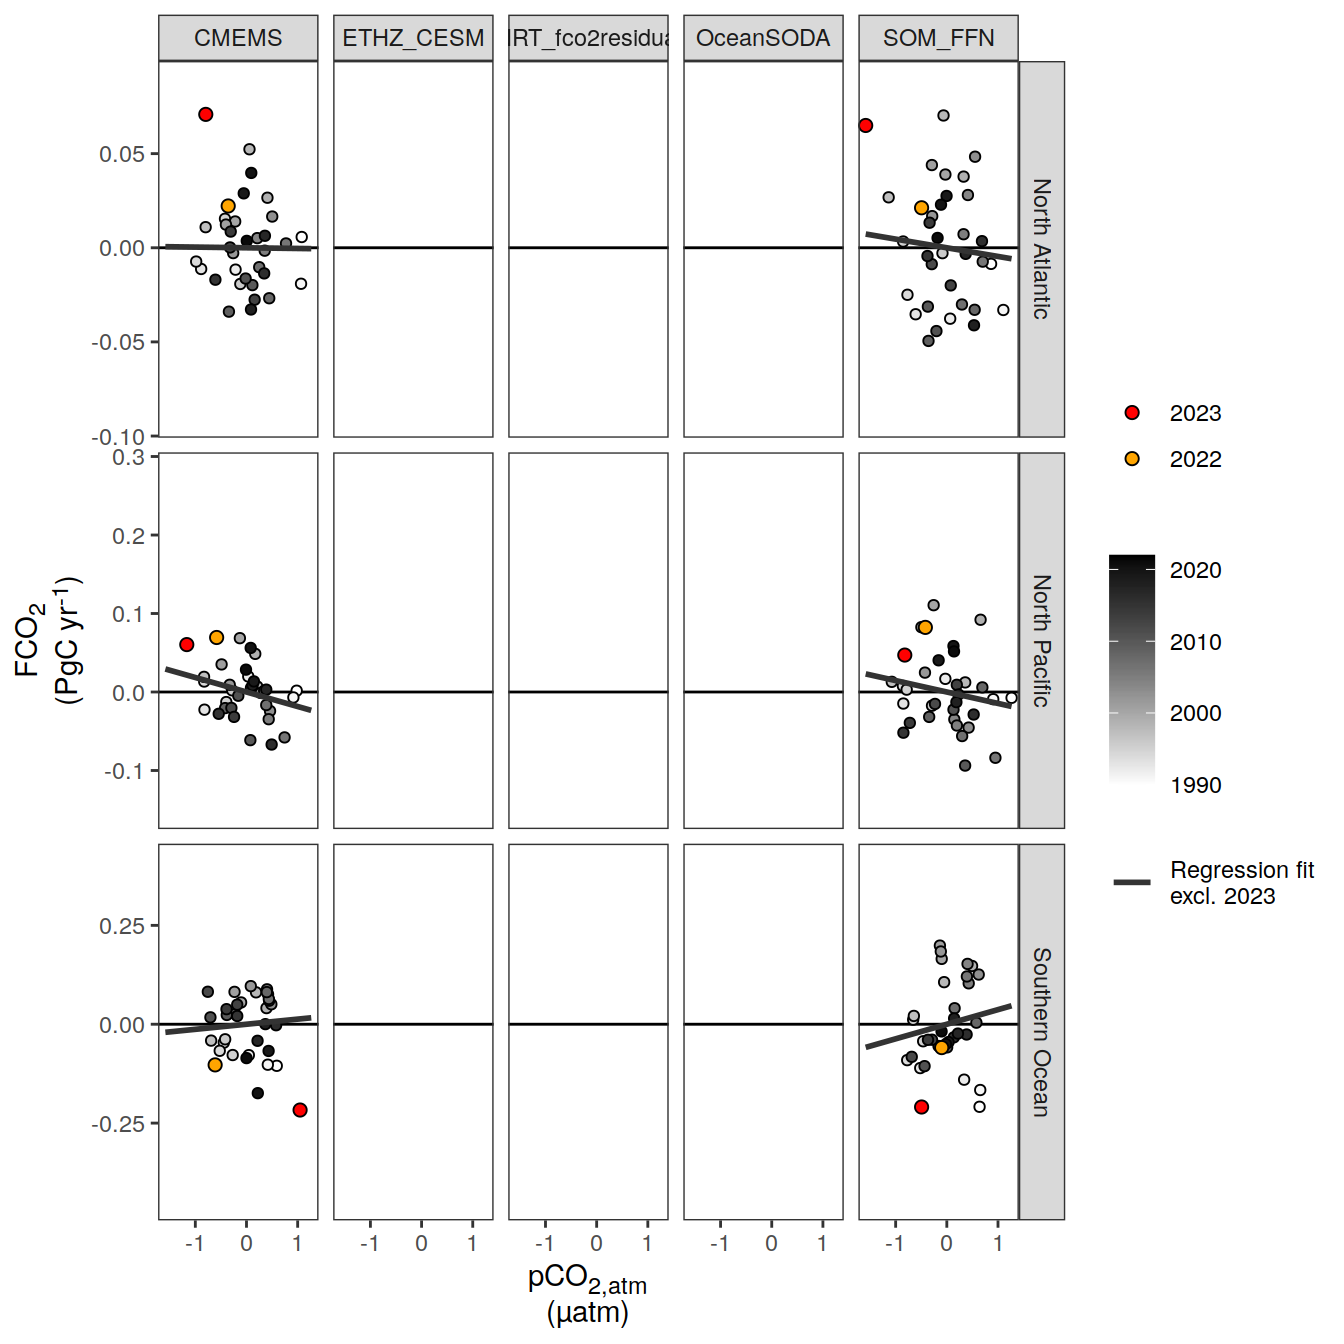 CMEMS ETHZ_CESM IRT_fco2residua OceanSODA SOM_FFN
0.05
0.00
-0.05
-0.10
North Atlantic
0.3
0.2
0.1
0.0
-0.1
North Pacific
0.25
0.00
-0.25
Southern Ocean
-1 0 1 -1 0 1 -1 0 1 -1 0 1 -1 0 1
pCO2,atm
(µatm)
FCO2
(PgC yr-1)
2023
2022
2020
2010
2000
1990
Regression fit
excl. 2023